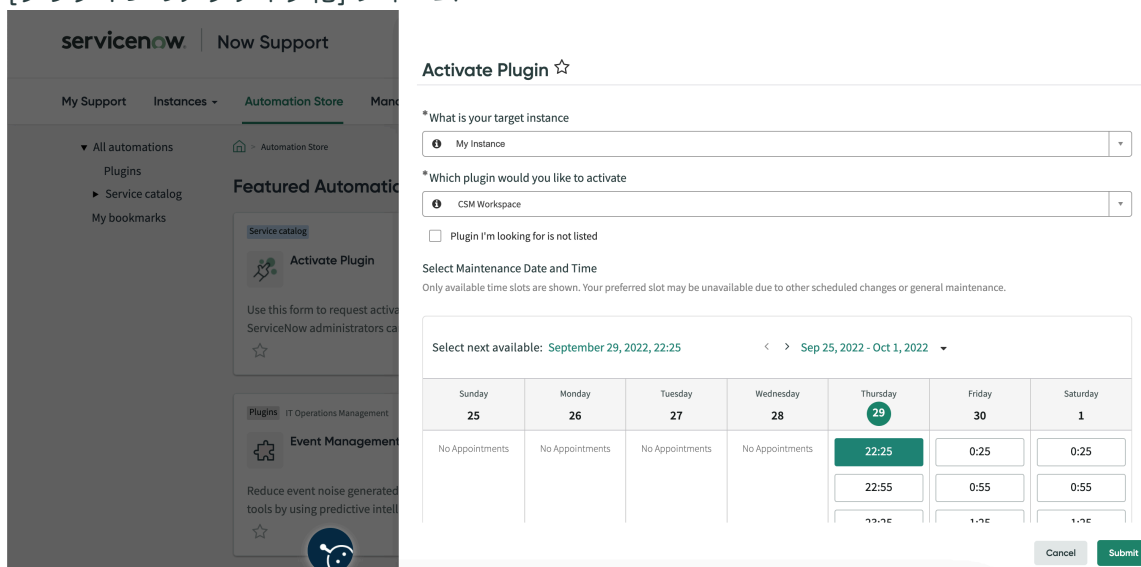 servicenow
Now Support
My Support
Instances
Automation Store
All automations
Plugins
Service catalog
My bookmarks
Automation Store
Service catalog
Activate Plugin
Use this form to request
ServiceNow administrators
Plugins IT Operations Management
Event Management
Reduce event noise generated
tools by using predictive
Activate Plugin
*What is your target instance
My Instance
*Which plugin would you like to activate
CSM Workspace
Plugin I'm looking for is not listed
Select Maintenance Date and Time
Only available time slots are shown. Your preferred slot may be unavailable due to other scheduled changes or general maintenance.
Select next available: September 29, 2022, 22:25
Sep 25, 2022 - Oct 1, 2022
Sunday Monday Tuesday Wednesday Thursday Friday Saturday
25 26 27 28 29 30 1
No Appointments No Appointments No Appointments No Appointments 22:25 0:25 0:25
22:55 0:55 0:55
23:25 1:25 1:25
Cancel Submit